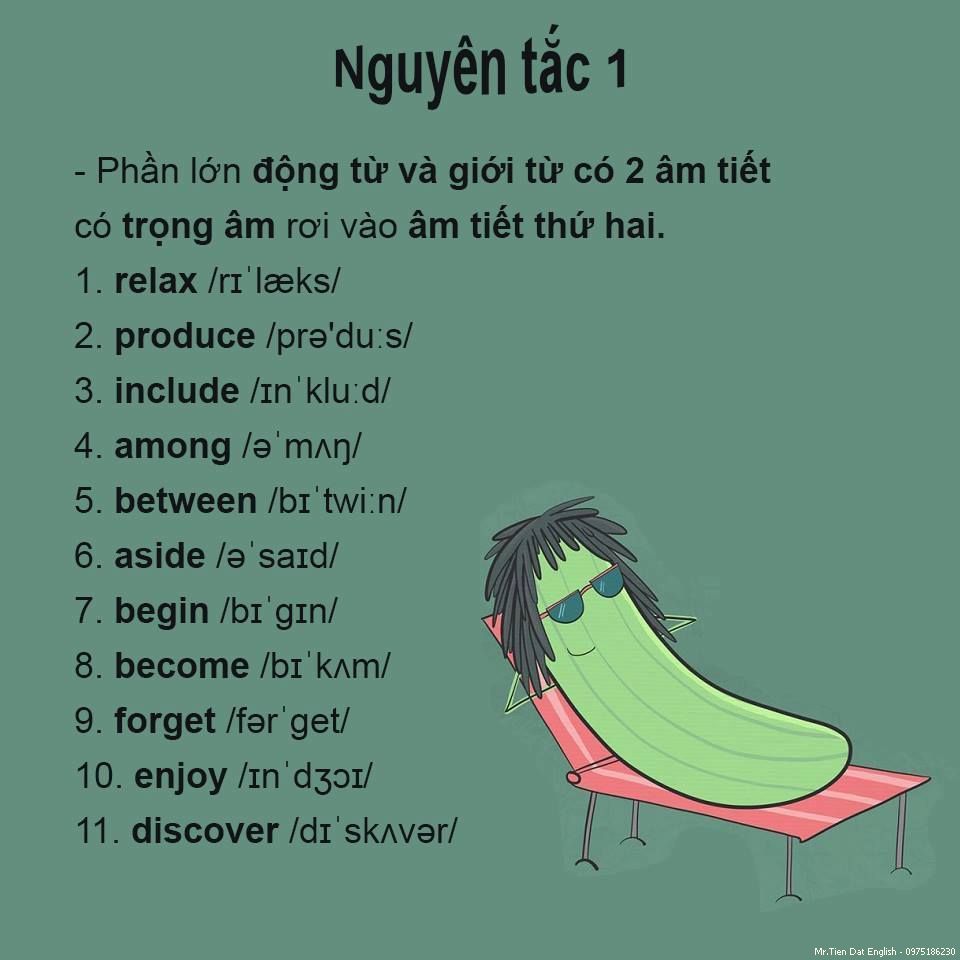 Nguyên tắc 1
- Phần lớn động từ và giới từ có 2 âm tiết
có trọng âm rơi vào âm tiết thứ hai.
1. relax /rɪˈlæks/
2. produce /prə'duːs/
3. include /ɪnˈkluːd/
4. among /əˈmʌŋ/
5. between /bɪˈtwiːn/
6. aside /əˈsaɪd/
7. begin /bɪˈɡɪn/
8. become /bɪˈkʌm/
9. forget /fərˈɡet/
10. enjoy /ɪnˈdʒɔɪ/
11. discover /dɪˈskʌvər/
Mr.Tien Dat English - 0975186230